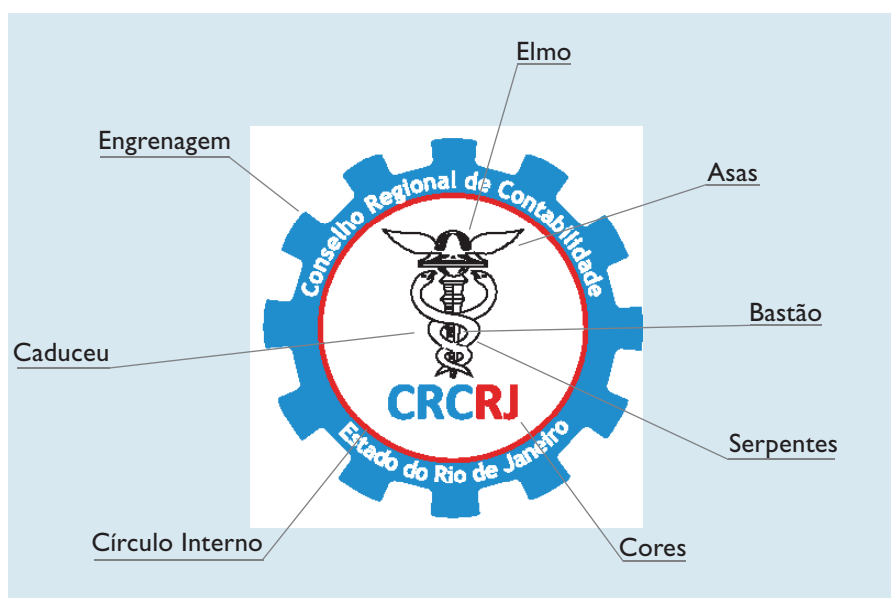 Elmo
Engrenagem
Asas
Conselho Regional de Contabilidade
Bastão
Caduceu
CRCRJ
Serpentes
Estado do Rio de Janeiro
Círculo Interno
Cores